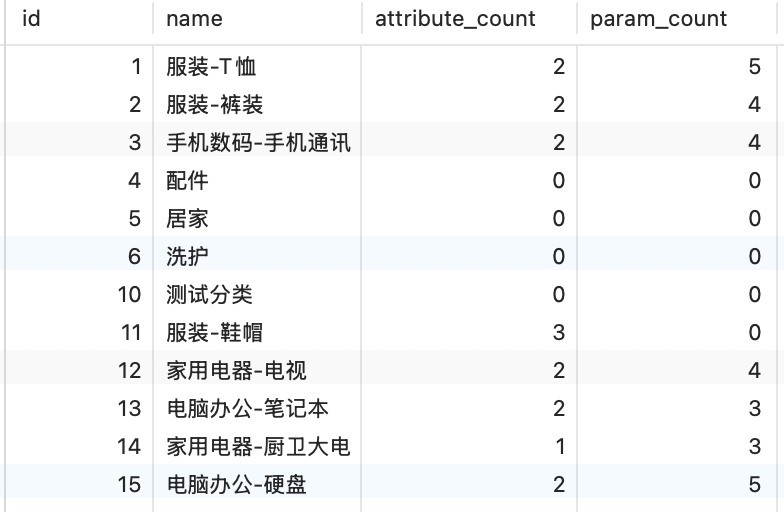 id name attribute_count param_count
1 服装-T恤 2 5
2 服装-裤装 2 4
3 手机数码-手机通讯 2 4
4 配件 0 0
5 居家 0 0
6 洗护 0 0
10 测试分类 0 0
11 服装-鞋帽 3 0
12 家用电器-电视 2 4
13 电脑办公-笔记本 2 3
14 家用电器-厨卫大电 1 3
15 电脑办公-硬盘 2 5